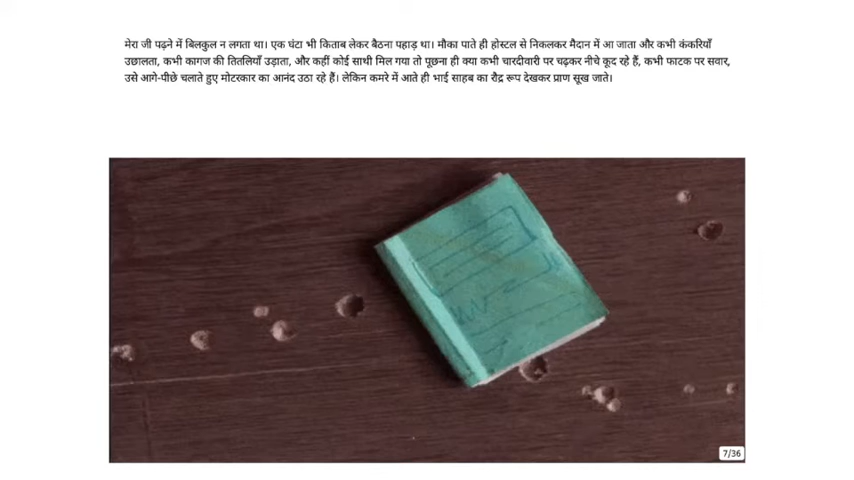 मेरा जी पढ़ने में बिलकुल न लगता था। एक घंटा भी किताब लेकर बैठना पहाड़ था। मौका पाते ही होस्टल से निकलकर मैदान में आ जाता और कभी कंकरियाँ
उछालता, कभी कागज की तितलियाँ उड़ाता, और कहीं कोई साथी मिल गया तो पूछना ही क्या कभी चारदीवारी पर चढ़कर नीचे कूद रहे हैं, कभी फाटक पर सवार,
उसे आगे-पीछे चलाते हुए मोटरकार का आनंद उठा रहे हैं। लेकिन कमरे में आते ही भाई साहब का रौद्र रूप देखकर प्राण सूख जाते।
7/36